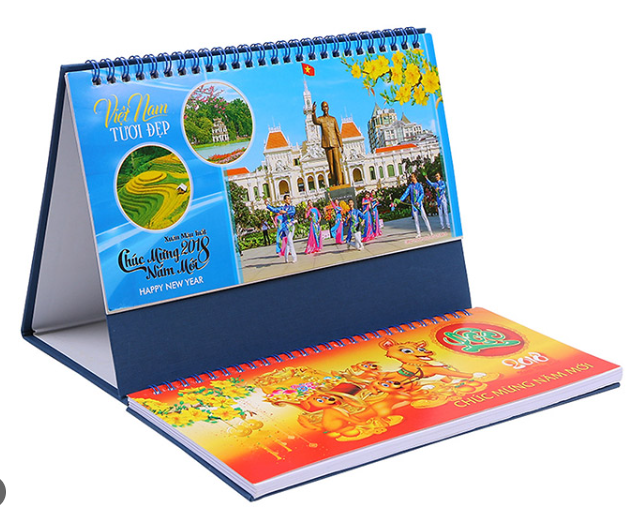 Việt Nam
TƯƠI ĐẸP
Xuân Mậu Tuất
Chúc Mừng 2018
Năm Mới
HAPPY NEW YEAR
Lộc
2018
CHÚC MỪNG NĂM MỚI